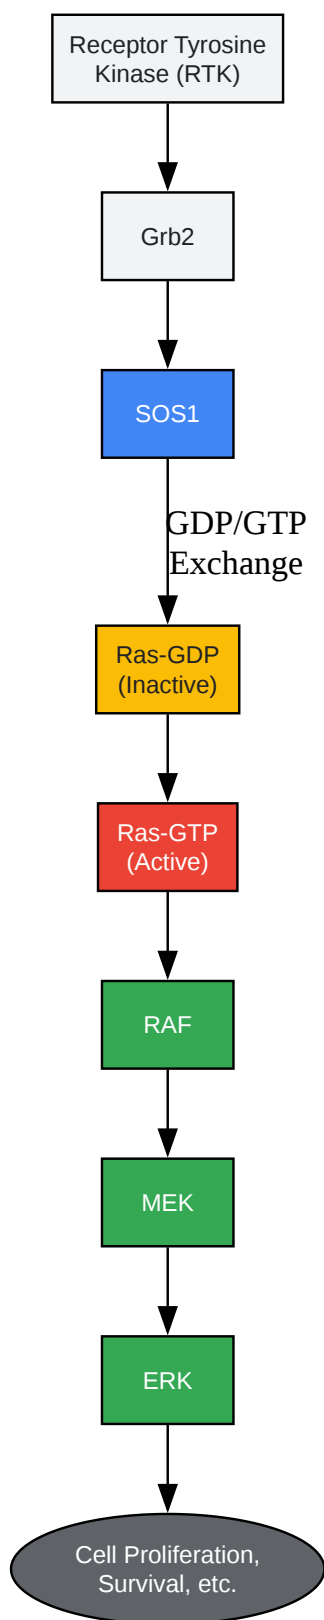 Receptor Tyrosine
Kinase (RTK)
Grb2
SOS1
GDP/GTP
Exchange
Ras-GDP
(Inactive)
Ras-GTP
(Active)
RAF
MEK
ERK
Cell Proliferation,
Survival, etc.